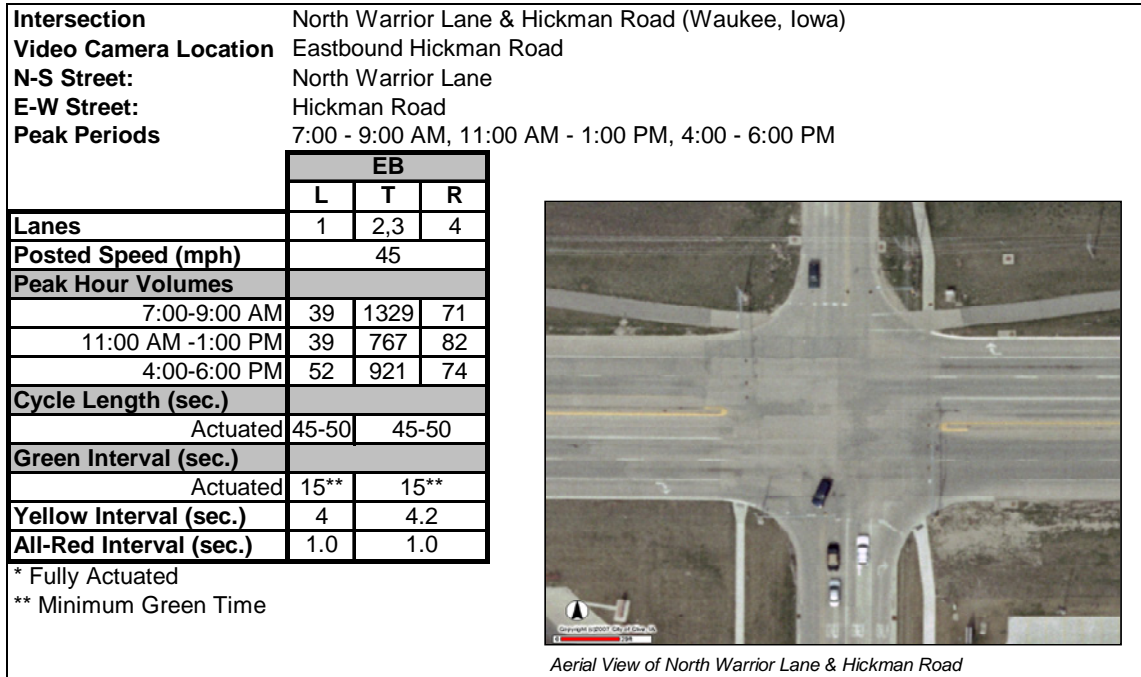 Intersection North Warrior Lane & Hickman Road (Waukee, Iowa)
Video Camera Location Eastbound Hickman Road
N-S Street: North Warrior Lane
E-W Street: Hickman Road
Peak Periods 7:00 - 9:00 AM, 11:00 AM - 1:00 PM, 4:00 - 6:00 PM
EB
L T R
Lanes 1 2,3 4
Posted Speed (mph) 45
Peak Hour Volumes
7:00-9:00 AM 39 1329 71
11:00 AM -1:00 PM 39 767 82
4:00-6:00 PM 52 921 74
Cycle Length (sec.)
Actuated 45-50 45-50
Green Interval (sec.)
Actuated 15** 15**
Yellow Interval (sec.) 4 4.2
All-Red Interval (sec.) 1.0 1.0
* Fully Actuated
** Minimum Green Time
Copyright (c)2007 City of Clive, IA
Aerial View of North Warrior Lane & Hickman Road